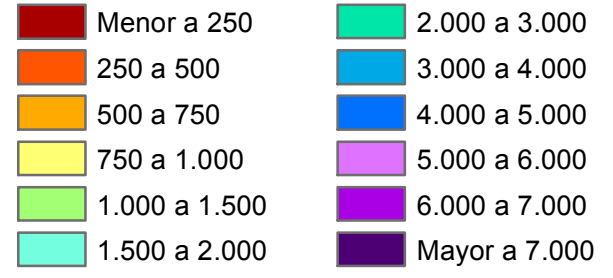 Menor a 250
250 a 500
500 a 750
750 a 1.000
1.000 a 1.500
1.500 a 2.000
2.000 a 3.000
3.000 a 4.000
4.000 a 5.000
5.000 a 6.000
6.000 a 7.000
Mayor a 7.000